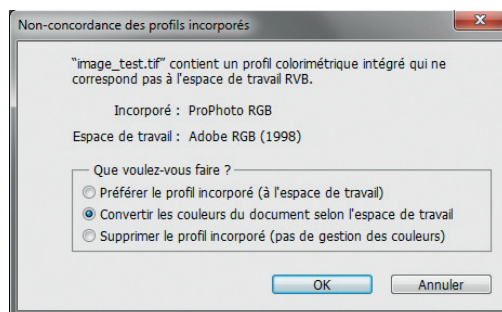 Non-concordance des profils incorporés
"image_test.tif" contient un profil colorimétrique intégré qui ne
correspond pas à l'espace de travail RVB.
Incorporé : ProPhoto RGB
Espace de travail : Adobe RGB (1998)
Que voulez-vous faire ?
Préférer le profil incorporé (à l'espace de travail)
Convertir les couleurs du document selon l'espace de travail
Supprimer le profil incorporé (pas de gestion des couleurs)
OK Annuler